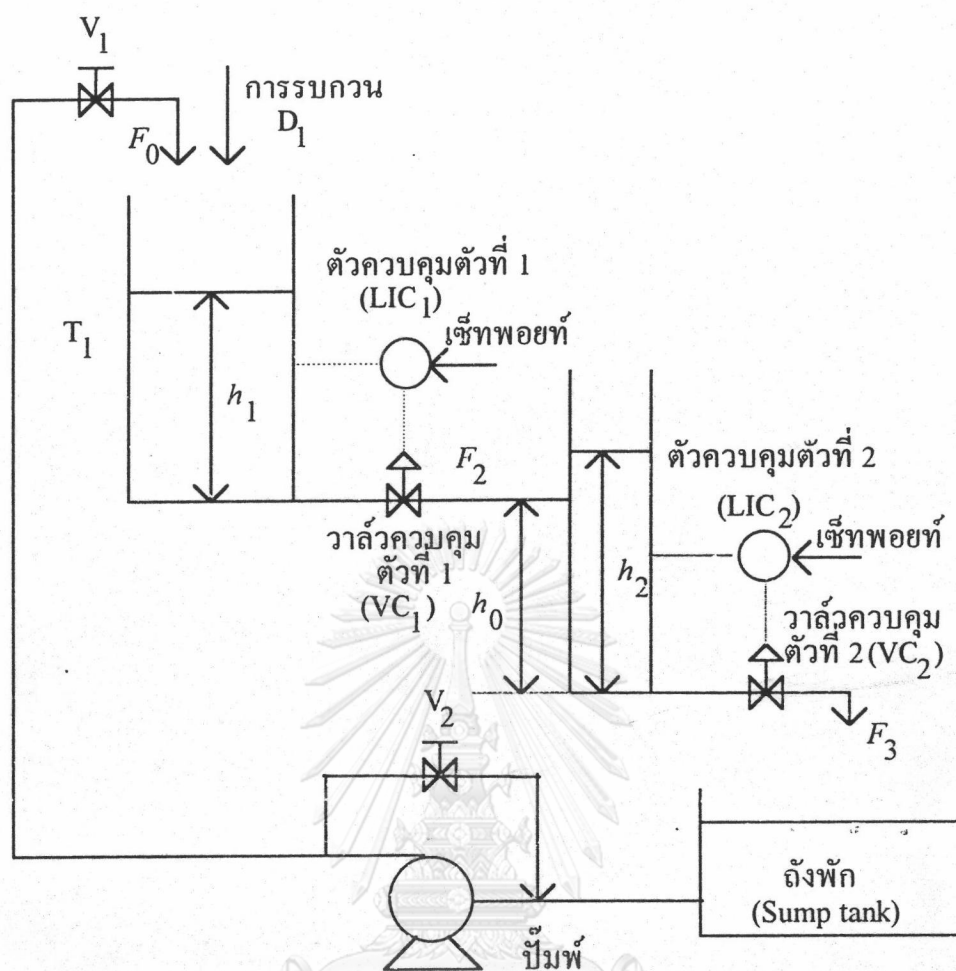 V1
การรบกวน
D1
F0
ตัวควบคุมตัวที่ 1
(LIC1)
เซ็ทพอยท์
T1
h1
F2
ตัวควบคุมตัวที่ 2
(LIC2)
เซ็ทพอยท์
วาล์วควบคุม
ตัวที่ 1
(VC1)
h0
h2
วาล์วควบคุม
ตัวที่ 2 (VC2)
V2
F3
ถังพัก
(Sump tank)
ปั๊มพ์